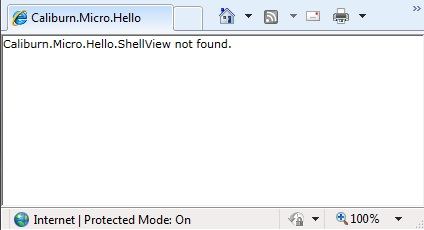 Caliburn.Micro.Hello
»
Caliburn.Micro.Hello.ShellView not found.
Internet | Protected Mode: On
100%